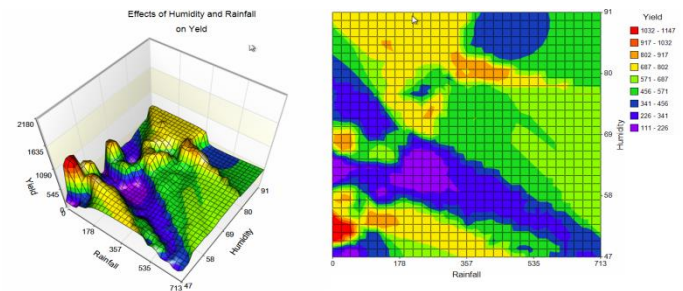 Effects of Humidity and Rainfall
on Yeld
2180
1635
1090
545
0
Yeld
0
178
357
535
713
Rainfall
47
58
69
80
91
Humidity
91
80
69
58
47
Humidity
0
178
357
535
713
Rainfall
Yield
1032 - 1147
917 - 1032
802 - 917
687 - 802
571 - 687
456 - 571
341 - 456
226 - 341
111 - 226